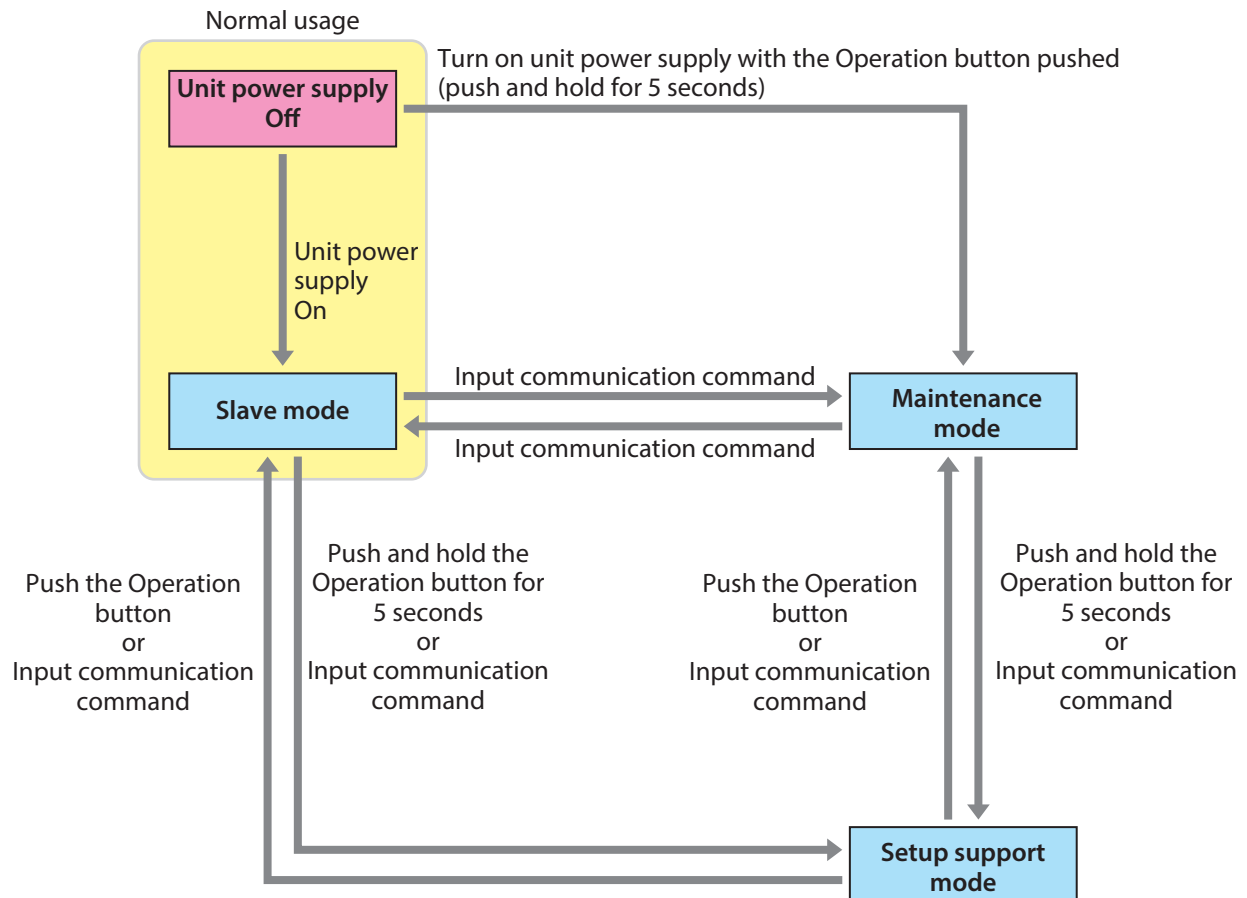 Normal usage
Turn on unit power supply with the Operation button pushed
(push and hold for 5 seconds)
Unit power supply
Off
Unit power
supply
On
Slave mode
Input communication command
Input communication command
Maintenance
mode
Push the Operation
button
or
Input communication
command
Push and hold the
Operation button for
5 seconds
or
Input communication
command
Push the Operation
button
or
Input communication
command
Push and hold the
Operation button for
5 seconds
or
Input communication
command
Setup support
mode